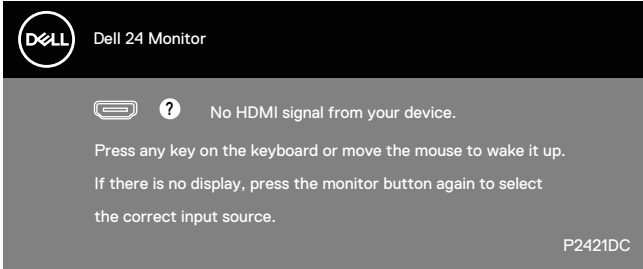 DELL
Dell 24 Monitor
? No HDMI signal from your device.
Press any key on the keyboard or move the mouse to wake it up.
If there is no display, press the monitor button again to select
the correct input source.
P2421DC